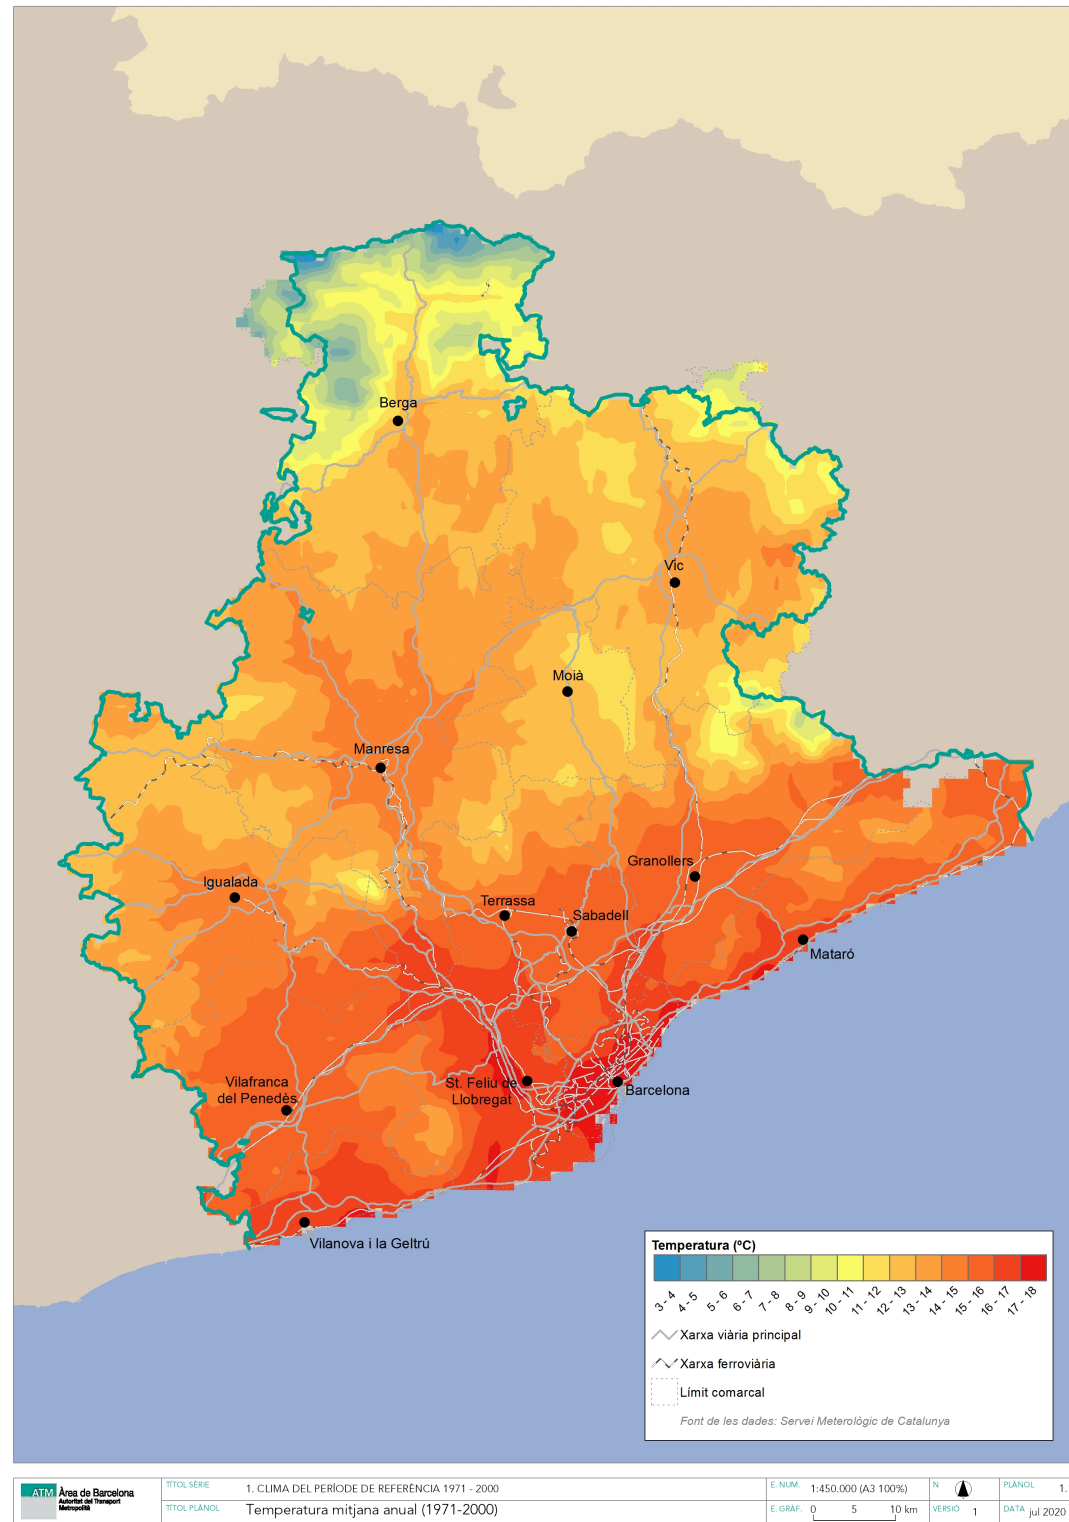 Berga
Vic
Moià
Manresa
Granollers
Igualada
Terrassa
Sabadell
Mataró
Vilafranca
del Penedès
St. Feliu de
Llobregat
Barcelona
Vilanova i la Geltrú
Temperatura (ºC)
3 - 4
4 - 5
5 - 6
6 - 7
7 - 8
8 - 9
9 - 10
10 - 11
11 - 12
12 - 13
13 - 14
14 - 15
15 - 16
16 - 17
17 - 18
Xarxa viària principal
Xarxa ferroviària
Límit comarcal
Font de les dades: Servei Meterològic de Catalunya
ATM Àrea de Barcelona
Autoritat del Transport
Metropolità
TÍTOL SÈRIE 1. CLIMA DEL PERÍODE DE REFERÈNCIA 1971 - 2000
TÍTOL PLÀNOL Temperatura mitjana anual (1971-2000)
E. NUM. 1:450.000 (A3 100%)
E. GRÀF. 0 5 10 km
N
VERSIÓ 1
PLÀNOL 1.
DATA jul 2020